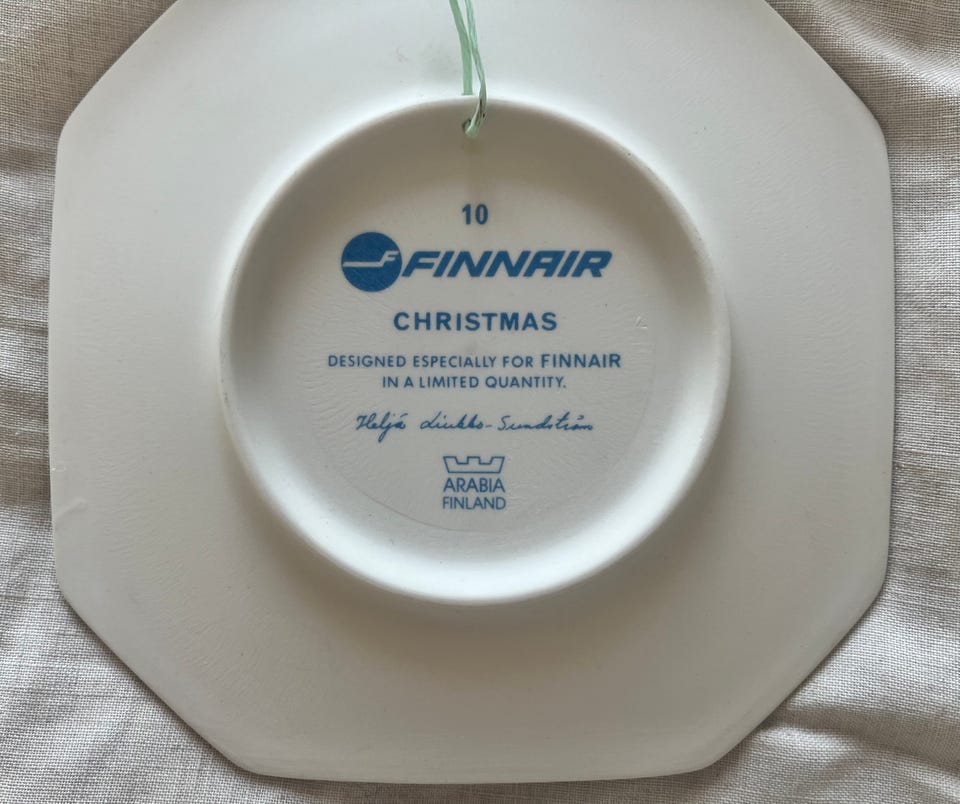 10
FINNAIR
CHRISTMAS
DESIGNED ESPECIALLY FOR FINNAIR
IN A LIMITED QUANTITY.
Heljä Liukko-Sundström
ARABIA
FINLAND